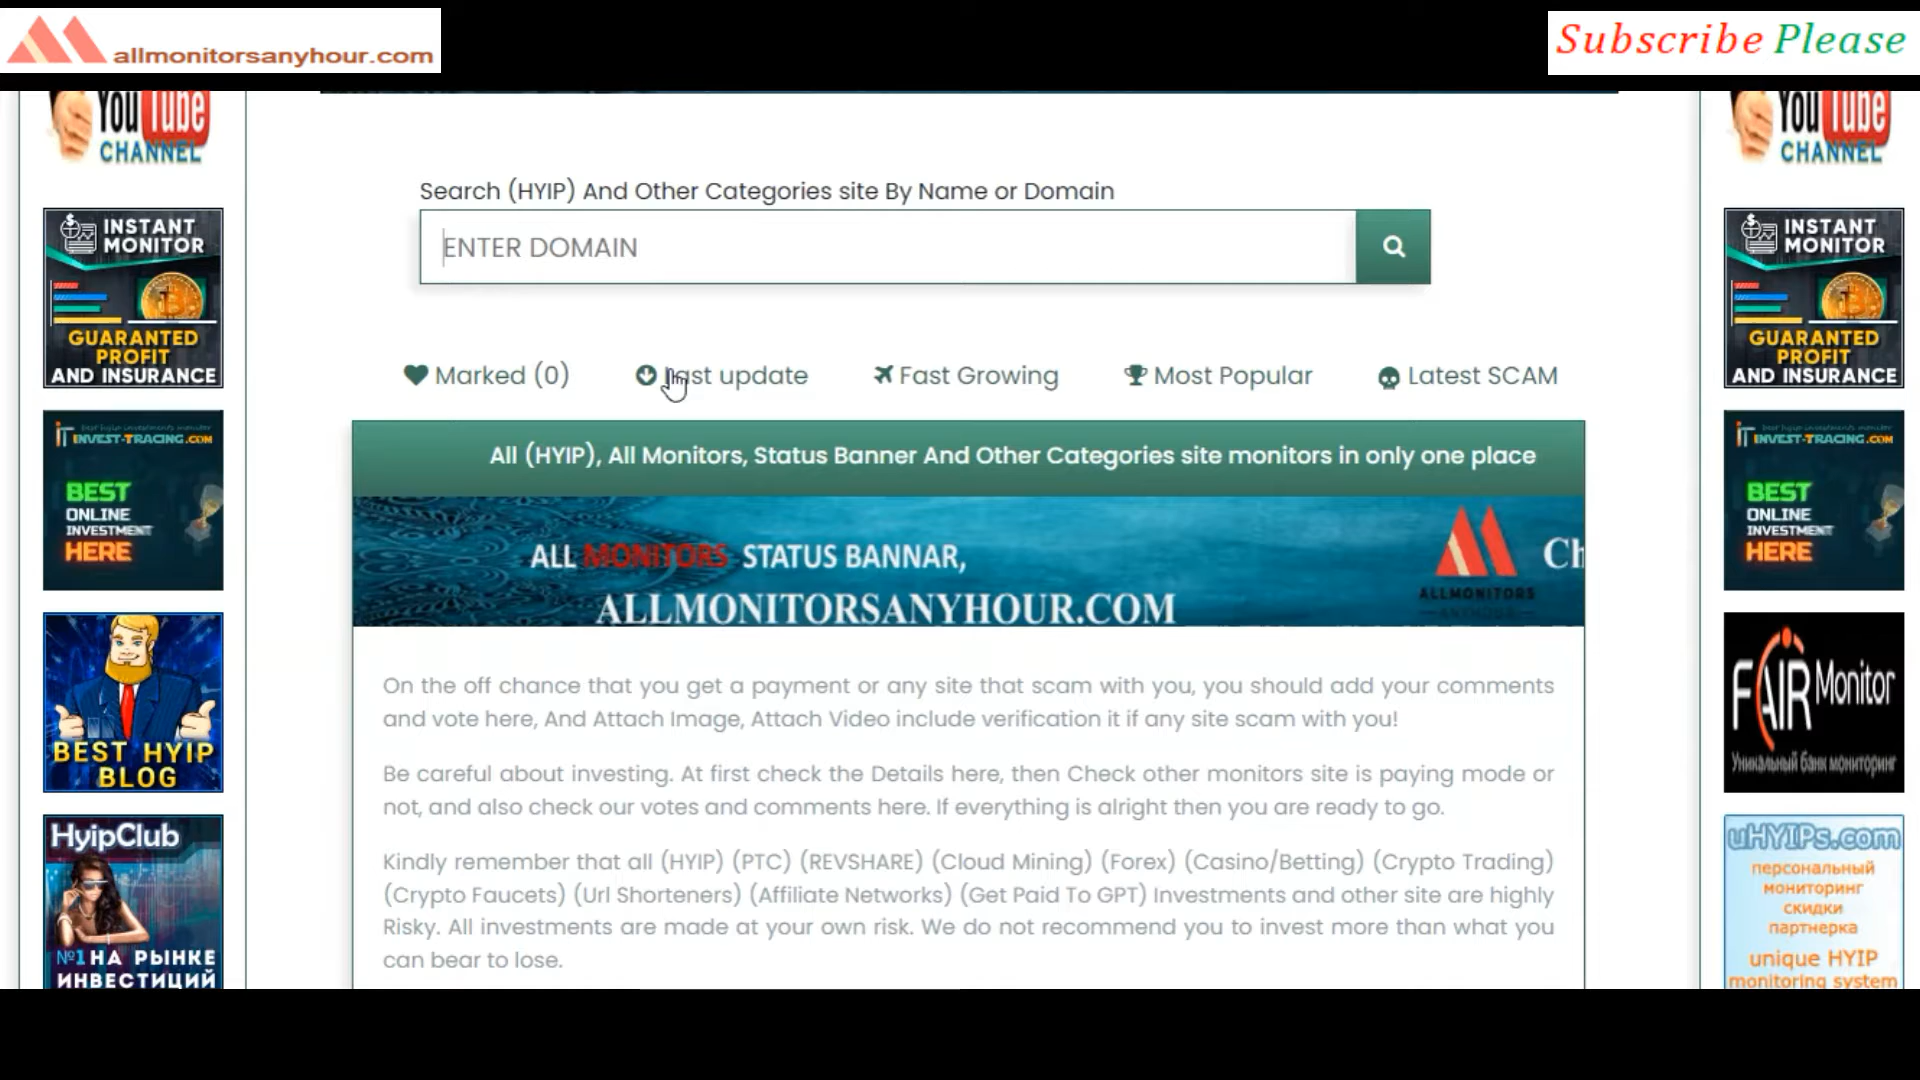 allmonitorsanyhour.com
Subscribe Please
You Tube
CHANNEL
INSTANT
MONITOR
GUARANTED
PROFIT
AND INSURANCE
best hyip investments monitor
INVEST-TRACING.COM
BEST
ONLINE
INVESTMENT
HERE
BEST HYIP
BLOG
HyipClub
№1 НА РЫНКЕ
ИНВЕСТИЦИЙ
Search (HYIP) And Other Categories site By Name or Domain
ENTER DOMAIN
Marked (0)
Last update
Fast Growing
Most Popular
Latest SCAM
All (HYIP), All Monitors, Status Banner And Other Categories site monitors in only one place
ALL MONITORS STATUS BANNAR,
ALLMONITORSANYHOUR.COM
ALLMONITORS
ANYHOUR
Ch
On the off chance that you get a payment or any site that scam with you, you should add your comments
and vote here, And Attach Image, Attach Video include verification it if any site scam with you!
Be careful about investing. At first check the Details here, then Check other monitors site is paying mode or
not, and also check our votes and comments here. If everything is alright then you are ready to go.
Kindly remember that all (HYIP) (PTC) (REVSHARE) (Cloud Mining) (Forex) (Casino/Betting) (Crypto Trading)
(Crypto Faucets) (Url Shorteners) (Affiliate Networks) (Get Paid To GPT) Investments and other site are highly
Risky. All investments are made at your own risk. We do not recommend you to invest more than what you
can bear to lose.
You Tube
CHANNEL
INSTANT
MONITOR
GUARANTED
PROFIT
AND INSURANCE
best hyip investments monitor
INVEST-TRACING.COM
BEST
ONLINE
INVESTMENT
HERE
FAIR Monitor
Уникальный банк мониторинг
uHYIPs.com
персональный
мониторинг
скидки
партнерка
unique HYIP
monitoring system